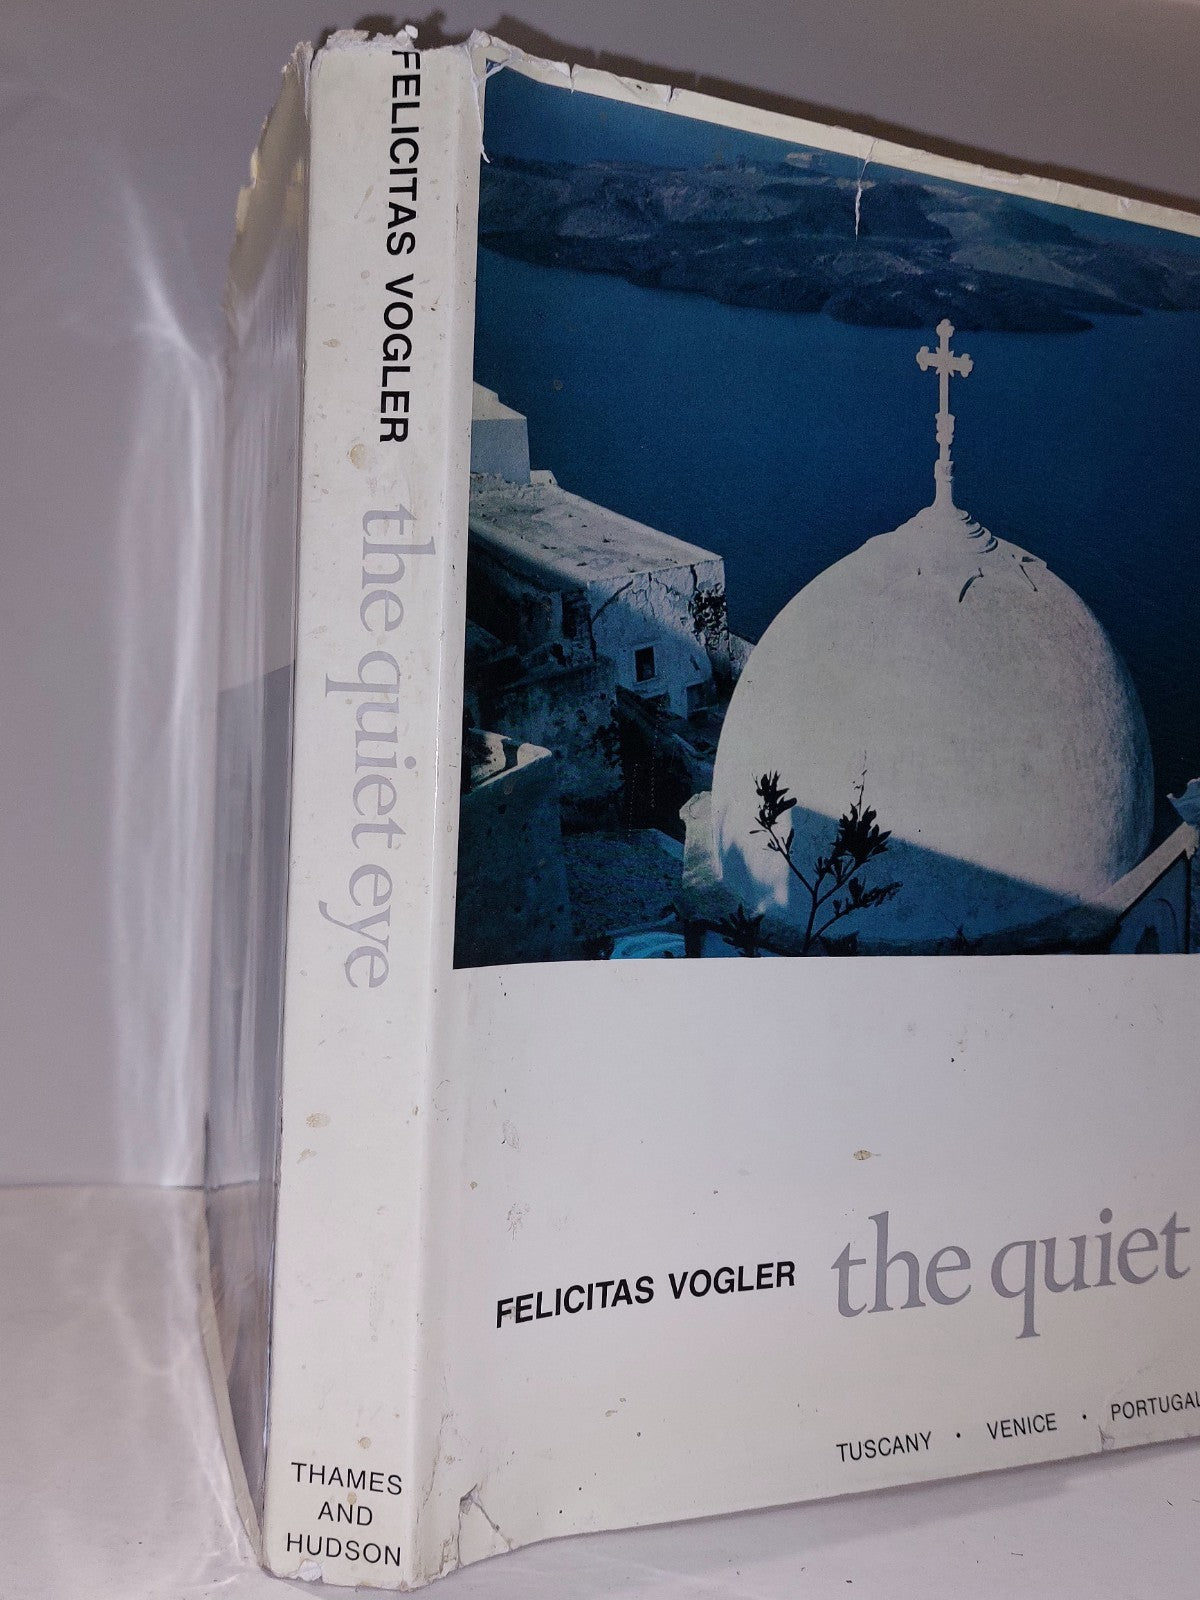 FELICITAS VOGLER the quiet eye
THAMES
AND
HUDSON
FELICITAS VOGLER the quiet
TUSCANY · VENICE · PORTUGAL